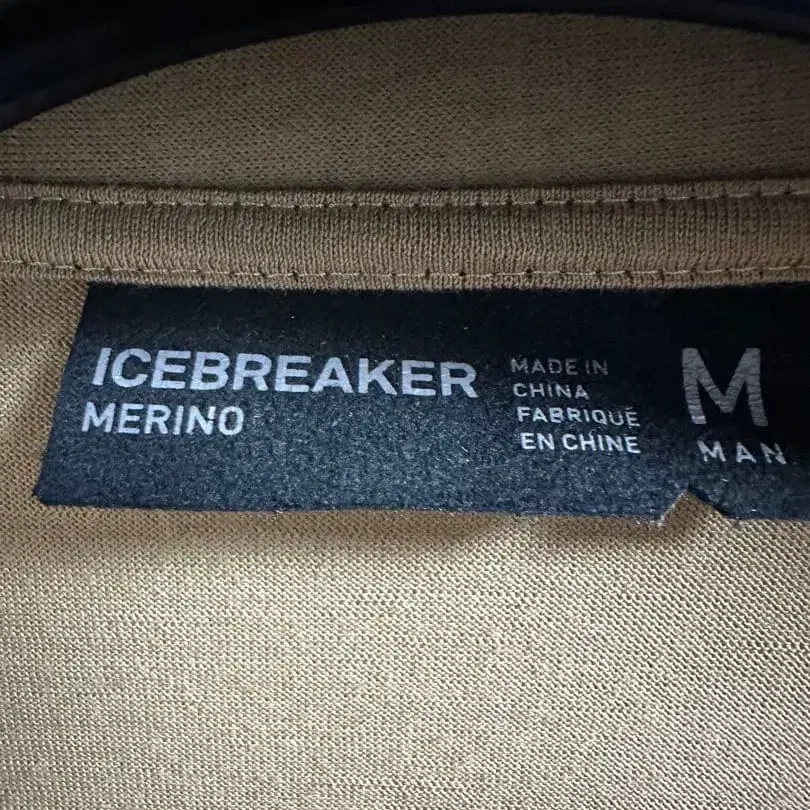 ICEBREAKER
MERINO
MADE IN
CHINA
FABRIQUÉ
EN CHINE
M
MAN